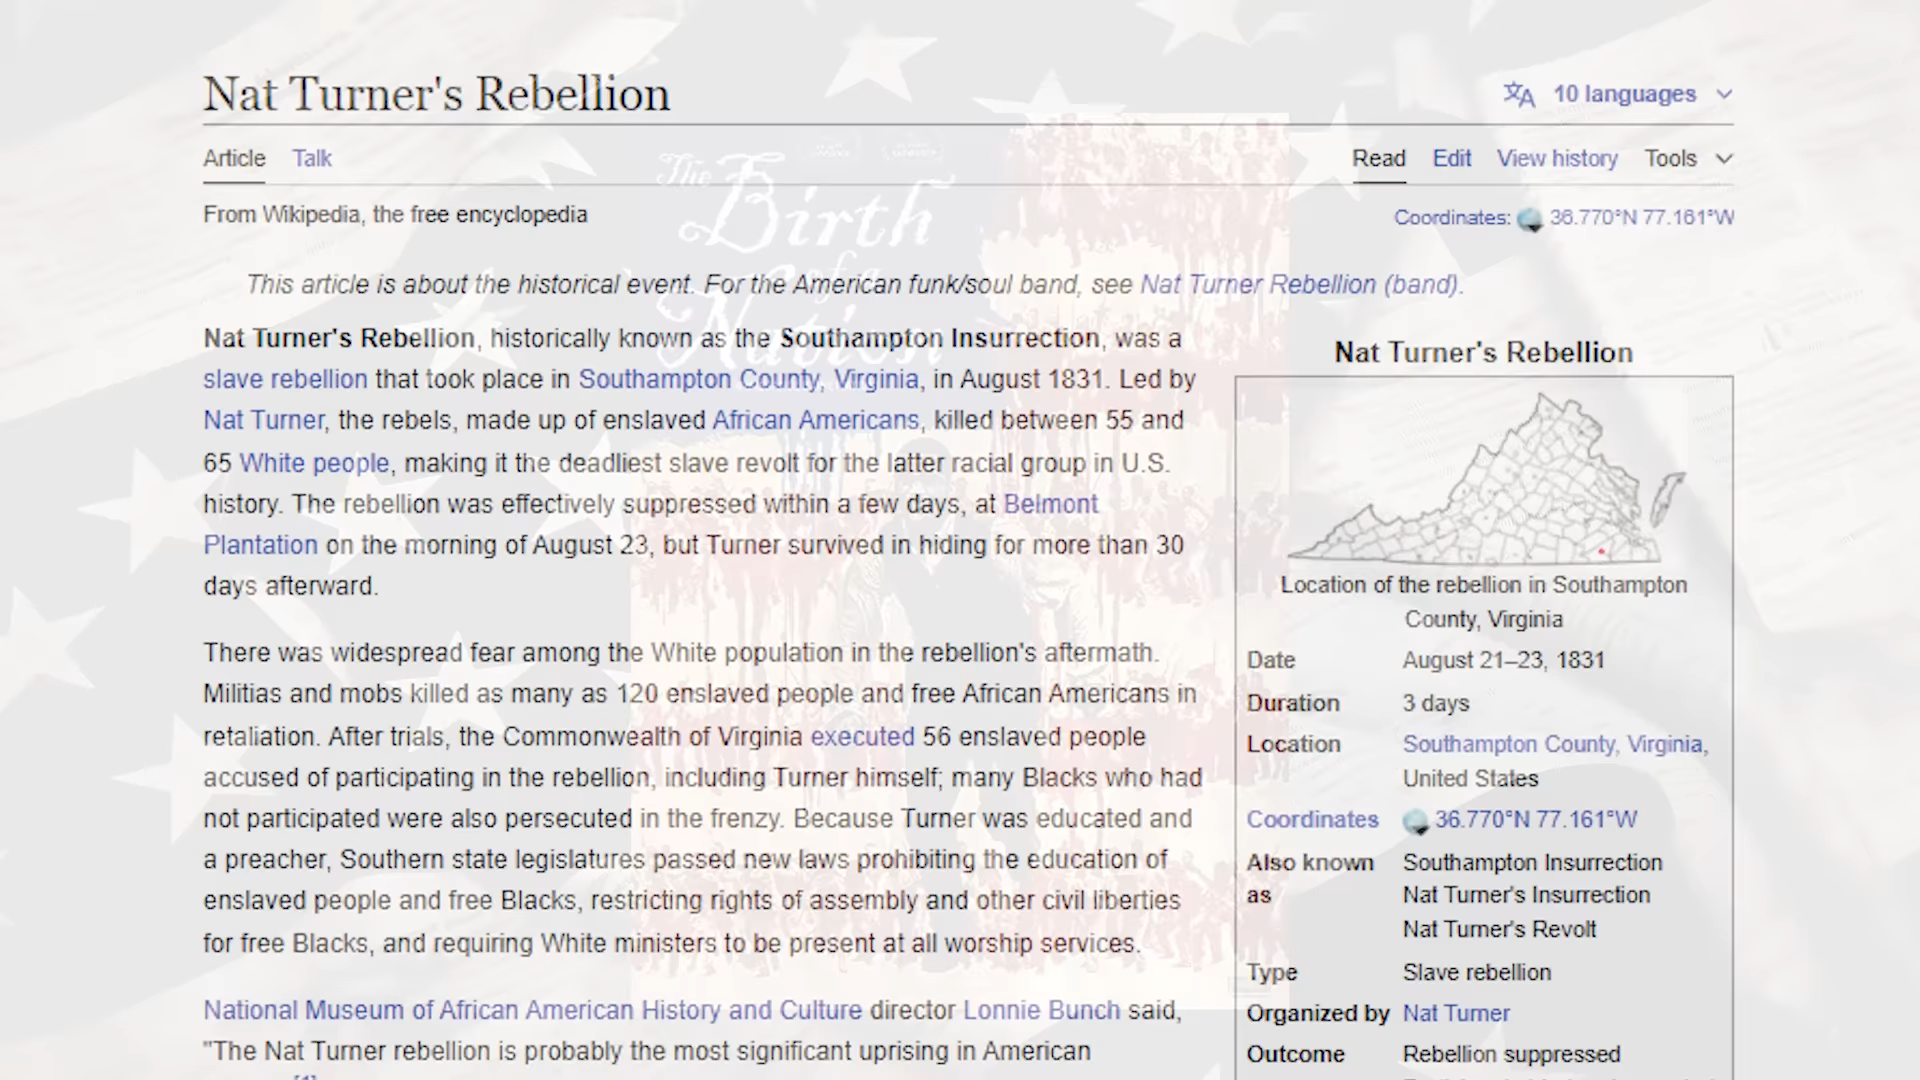 Nat Turner's Rebellion
10 languages
Article Talk
Read Edit View history Tools
From Wikipedia, the free encyclopedia
Coordinates: 36.770°N 77.161°W
This article is about the historical event. For the American funk/soul band, see Nat Turner Rebellion (band).
The Birth
of a
Nation
Nat Turner's Rebellion, historically known as the Southampton Insurrection, was a
slave rebellion that took place in Southampton County, Virginia, in August 1831. Led by
Nat Turner, the rebels, made up of enslaved African Americans, killed between 55 and
65 White people, making it the deadliest slave revolt for the latter racial group in U.S.
history. The rebellion was effectively suppressed within a few days, at Belmont
Plantation on the morning of August 23, but Turner survived in hiding for more than 30
days afterward.
There was widespread fear among the White population in the rebellion's aftermath.
Militias and mobs killed as many as 120 enslaved people and free African Americans in
retaliation. After trials, the Commonwealth of Virginia executed 56 enslaved people
accused of participating in the rebellion, including Turner himself; many Blacks who had
not participated were also persecuted in the frenzy. Because Turner was educated and
a preacher, Southern state legislatures passed new laws prohibiting the education of
enslaved people and free Blacks, restricting rights of assembly and other civil liberties
for free Blacks, and requiring White ministers to be present at all worship services.
National Museum of African American History and Culture director Lonnie Bunch said,
"The Nat Turner rebellion is probably the most significant uprising in American
[1]
Nat Turner's Rebellion
Location of the rebellion in Southampton
County, Virginia
Date August 21–23, 1831
Duration 3 days
Location Southampton County, Virginia,
United States
Coordinates 36.770°N 77.161°W
Also known Southampton Insurrection
as Nat Turner's Insurrection
Nat Turner's Revolt
Type Slave rebellion
Organized by Nat Turner
Outcome Rebellion suppressed